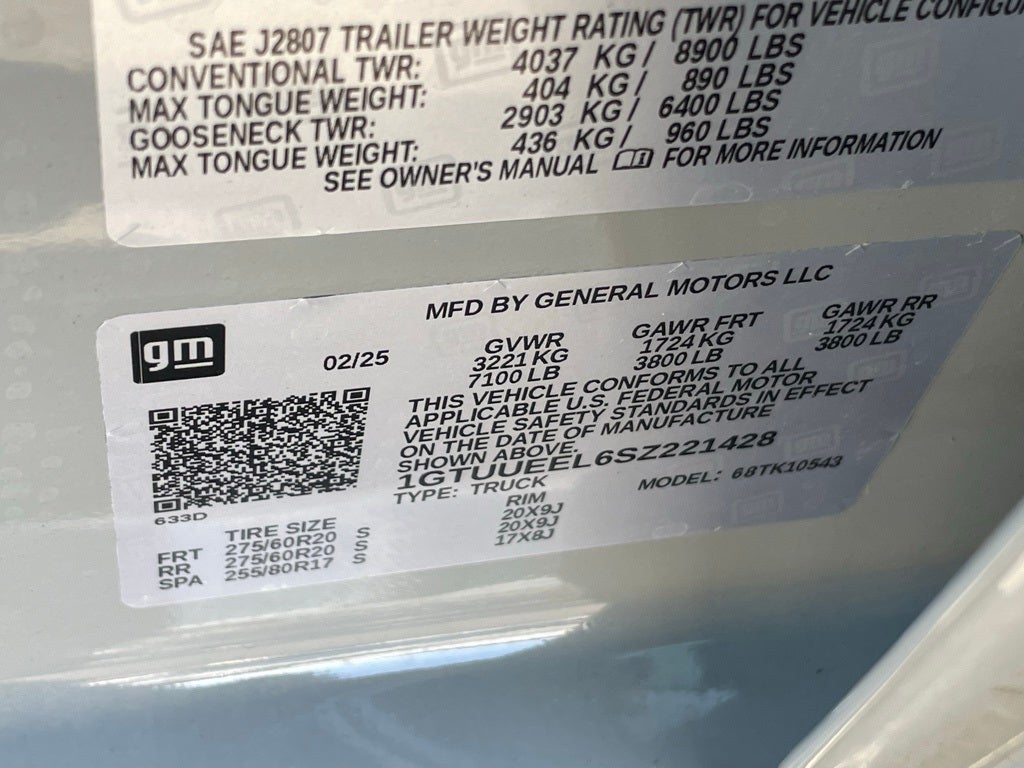 SAE J2807 TRAILER WEIGHT RATING (TWR) FOR VEHICLE
CONVENTIONAL TWR: 4037 KG / 8900 LBS
MAX TONGUE WEIGHT: 404 KG / 890 LBS
GOOSENECK TWR: 2903 KG / 6400 LBS
MAX TONGUE WEIGHT: 436 KG / 960 LBS
SEE OWNER'S MANUAL FOR MORE INFORMATION
MFD BY GENERAL MOTORS LLC
gm
02/25
GVWR GAWR FRT GAWR RR
3221 KG 1724 KG 1724 KG
7100 LB 3800 LB 3800 LB
THIS VEHICLE CONFORMS TO ALL
APPLICABLE U.S. FEDERAL MOTOR
VEHICLE SAFETY STANDARDS IN EFFECT
ON THE DATE OF MANUFACTURE
SHOWN ABOVE.
1GTUUEEL6SZ221428
TYPE: TRUCK MODEL: 68TK10543
633D
TIRE SIZE RIM
FRT 275/60R20 S 20X9J
RR 275/60R20 S 20X9J
SPA 255/80R17 S 17X8J